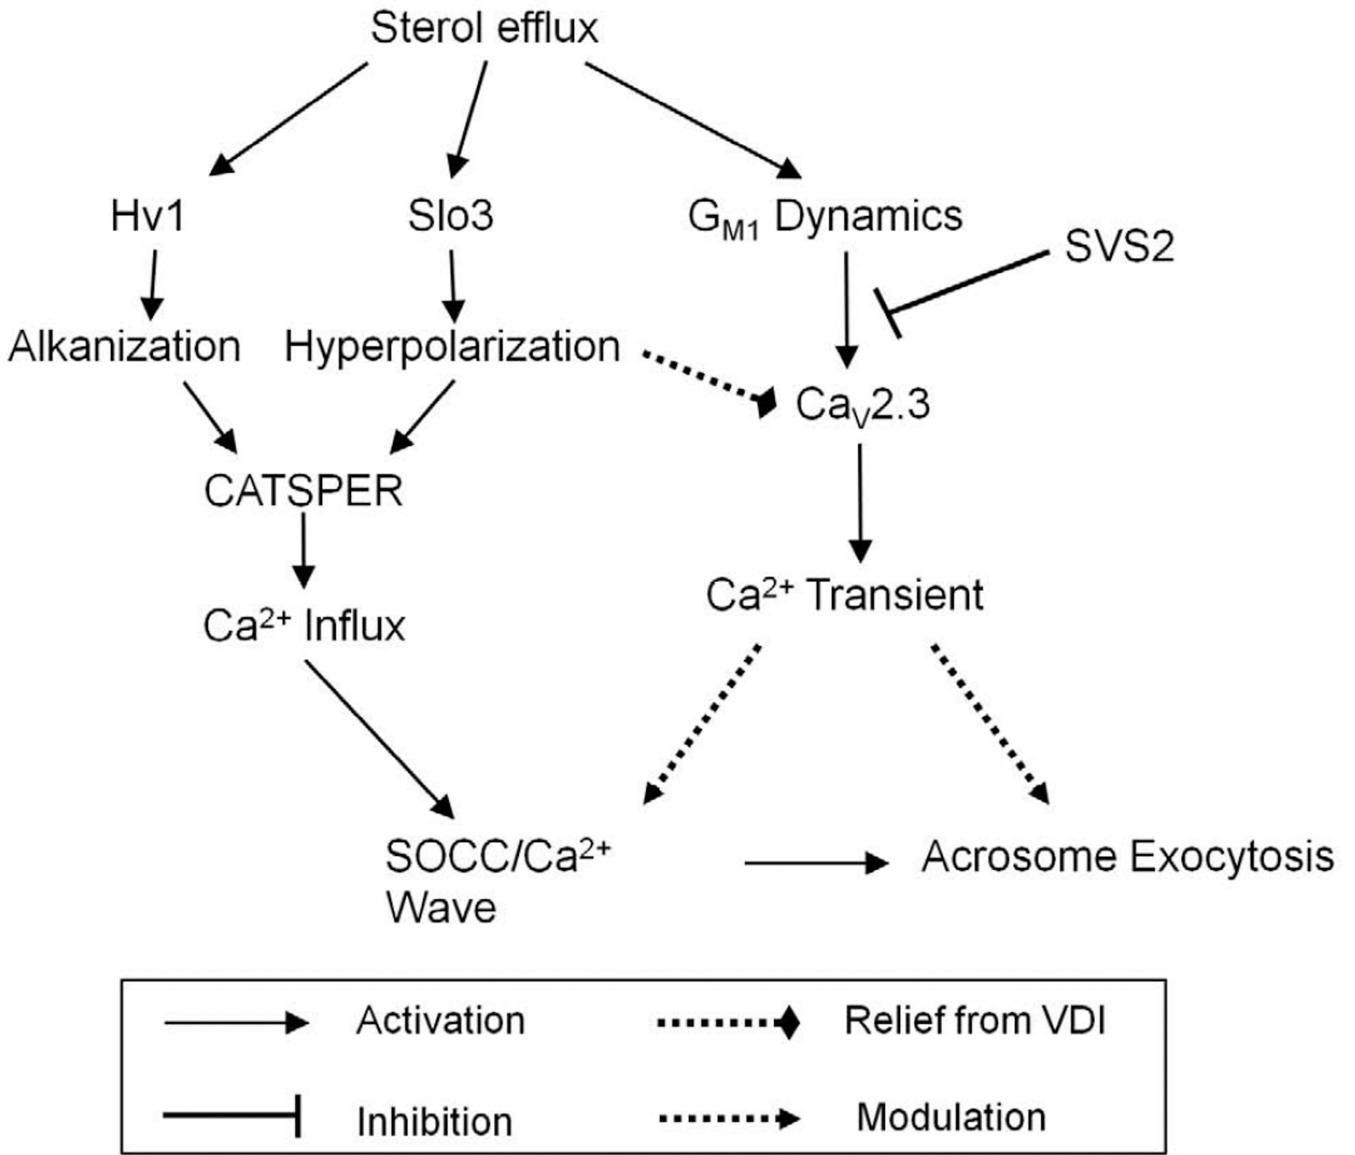 Sterol efflux
Hv1
Slo3
GM1 Dynamics
SVS2
Alkanization
Hyperpolarization
CaV2.3
CATSPER
Ca2+ Transient
Ca2+ Influx
SOCC/Ca2+
Wave
Acrosome Exocytosis
Activation
Relief from VDI
Inhibition
Modulation